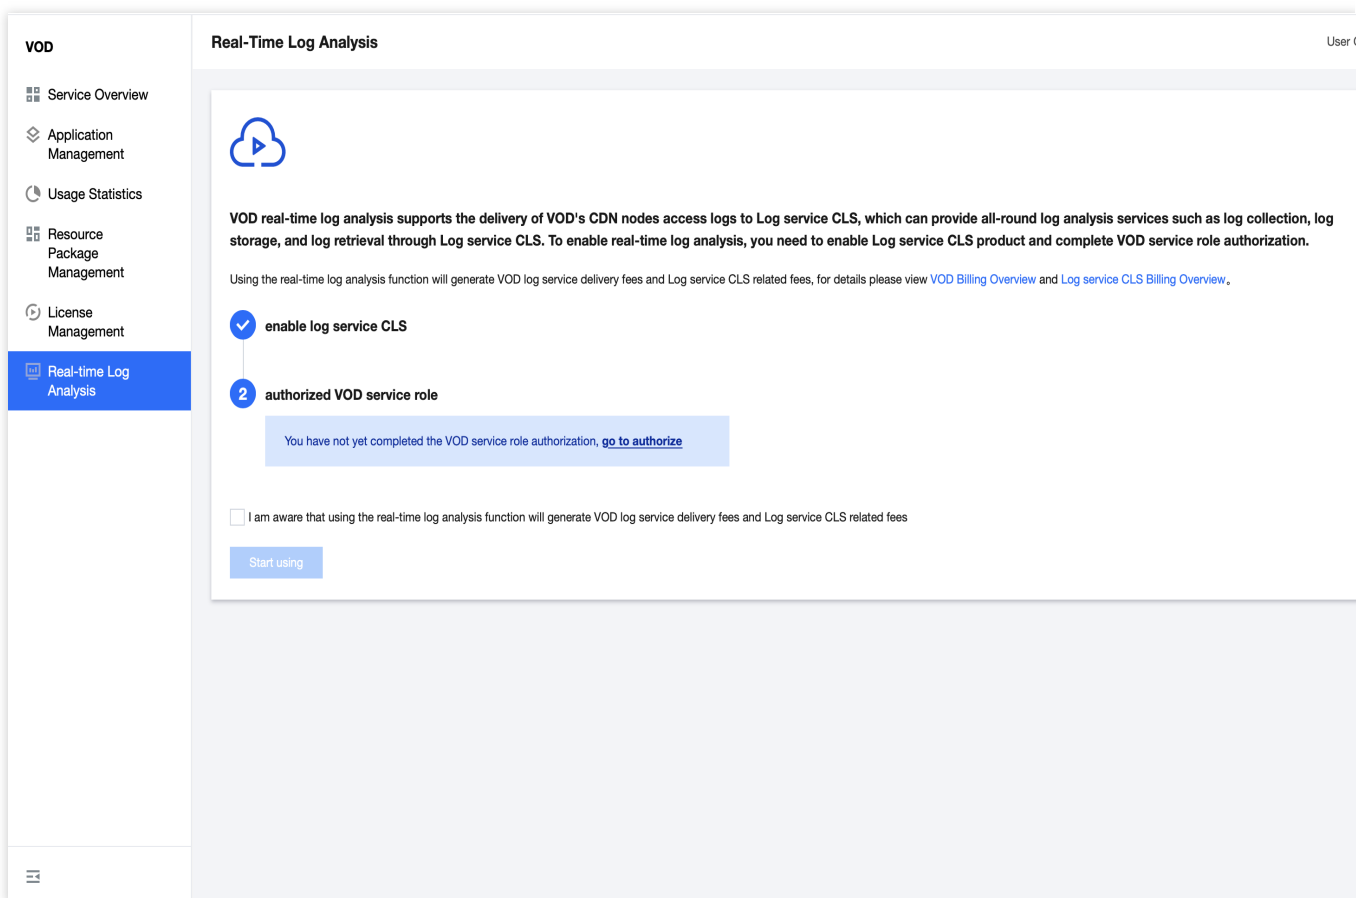 VOD
Service Overview
Application
Management
Usage Statistics
Resource
Package
Management
License
Management
Real-time Log
Analysis
Real-Time Log Analysis
User
VOD real-time log analysis supports the delivery of VOD's CDN nodes access logs to Log service CLS, which can provide all-round log analysis services such as log collection, log
storage, and log retrieval through Log service CLS. To enable real-time log analysis, you need to enable Log service CLS product and complete VOD service role authorization.
Using the real-time log analysis function will generate VOD log service delivery fees and Log service CLS related fees, for details please view VOD Billing Overview and Log service CLS Billing Overview。
enable log service CLS
2 authorized VOD service role
You have not yet completed the VOD service role authorization, go to authorize
I am aware that using the real-time log analysis function will generate VOD log service delivery fees and Log service CLS related fees
Start using